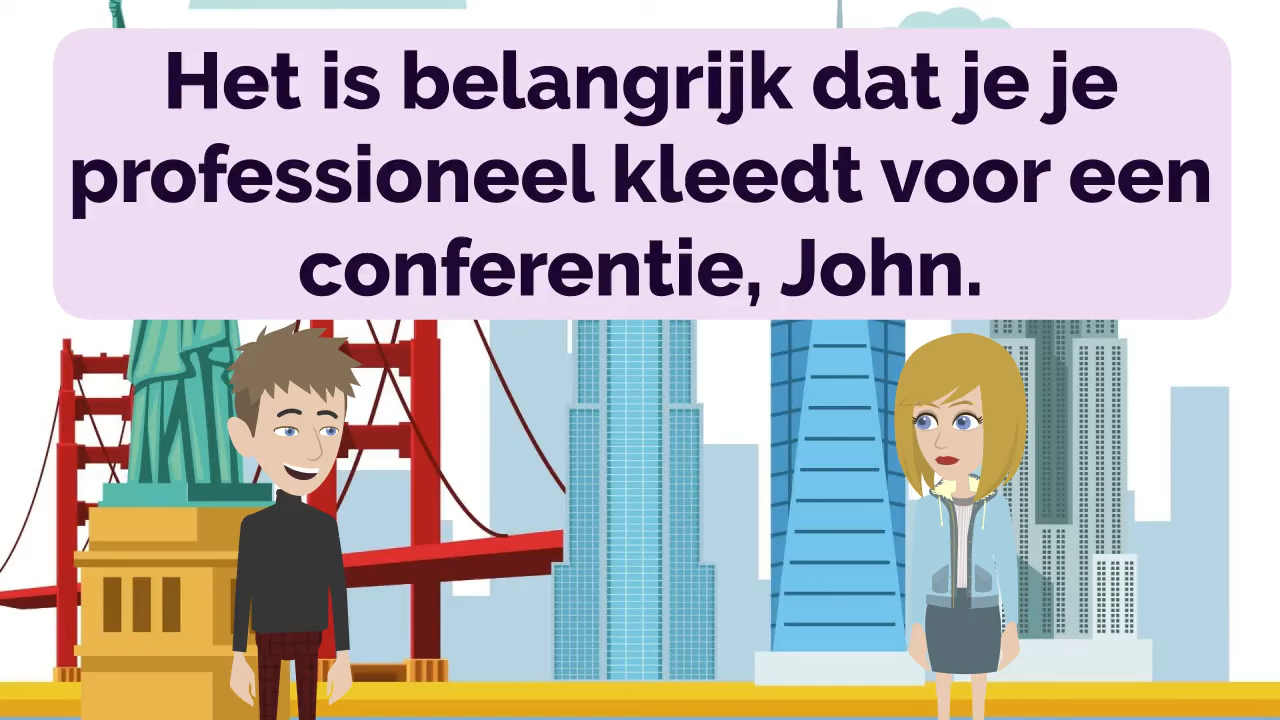 Het is belangrijk dat je je
professioneel kleedt voor een
conferentie, John.